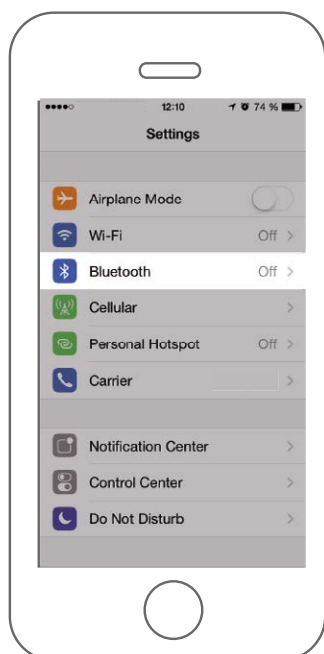 12:10 74 %
Settings
Airplane Mode
Wi-Fi Off
Bluetooth Off
Cellular
Personal Hotspot Off
Carrier
Notification Center
Control Center
Do Not Disturb